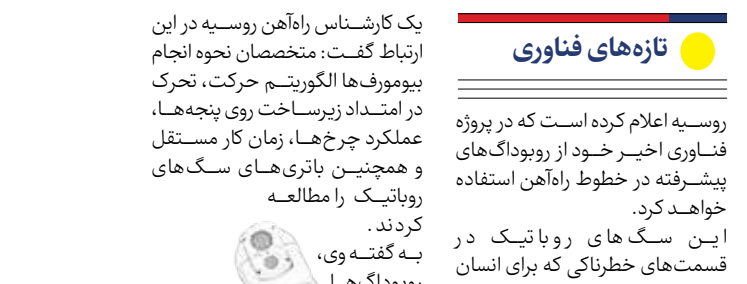 تازه‌های فناوری
روسیه اعلام کرده است که در پروژه
فناوری اخیر خود از روبوداگ‌های
پیشرفته در خطوط راه‌آهن استفاده
خواهد کرد.
این سگ‌های روباتیک در
قسمت‌های خطرناکی که برای انسان
یک کارشناس راه‌آهن روسیه در این
ارتباط گفت: متخصصان نحوه انجام
بیومورف‌ها الگوریتم حرکت، تحرک
در امتداد زیرساخت روی پنجه‌ها،
عملکرد چرخ‌ها، زمان کار مستقل
و همچنین باتری‌های سگ‌های
روباتیک را مطالعه
کردند.
به گفته وی،